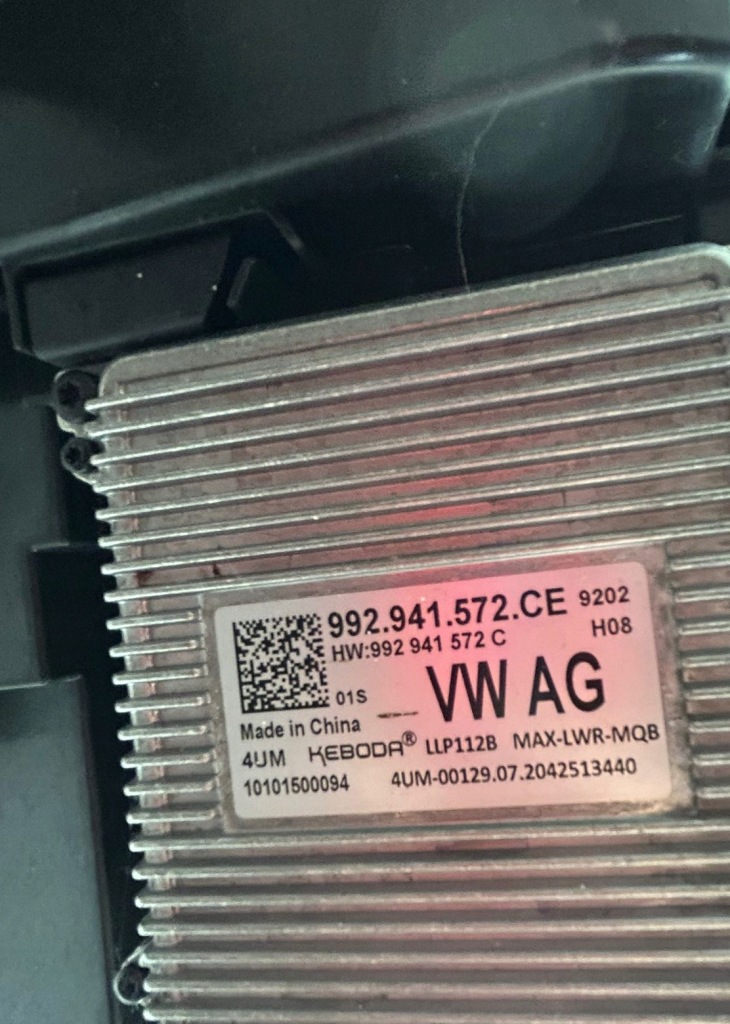 992.941.572.CE 9202
HW:992 941 572 C H08
01S VW AG
Made in China
4UM KEBODA® LLP112B MAX-LWR-MQB
10101500094 4UM-00129.07.2042513440